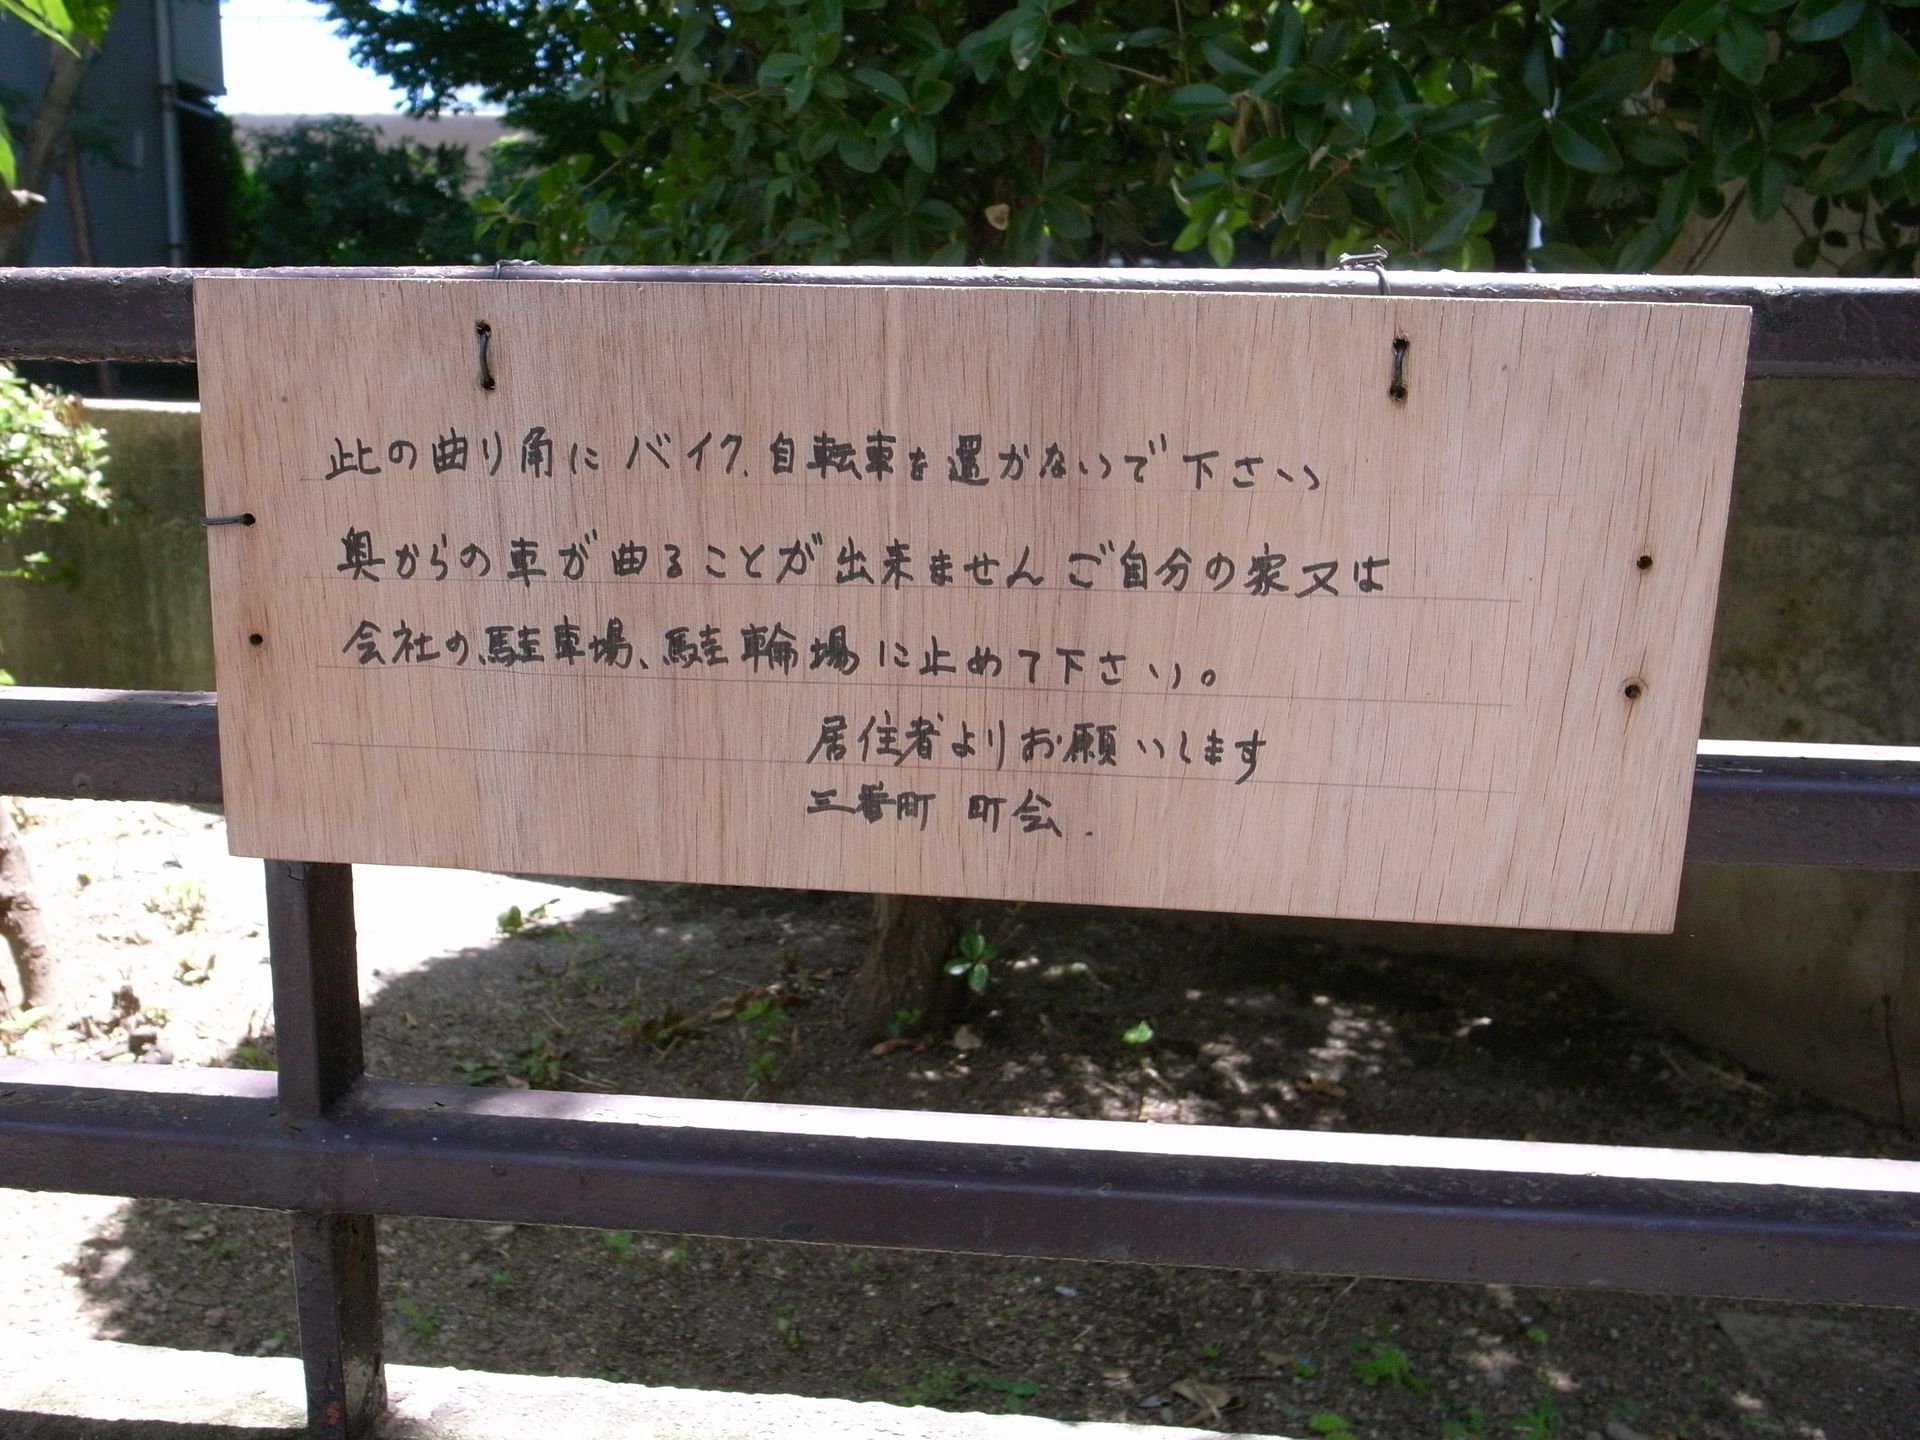 此の曲り角にバイク、自転車を置かないで下さい
奥からの車が曲ることが出来ません ご自分の家又は
会社の駐車場、駐輪場に止めて下さい。
居住者よりお願いします
三番町 町会.